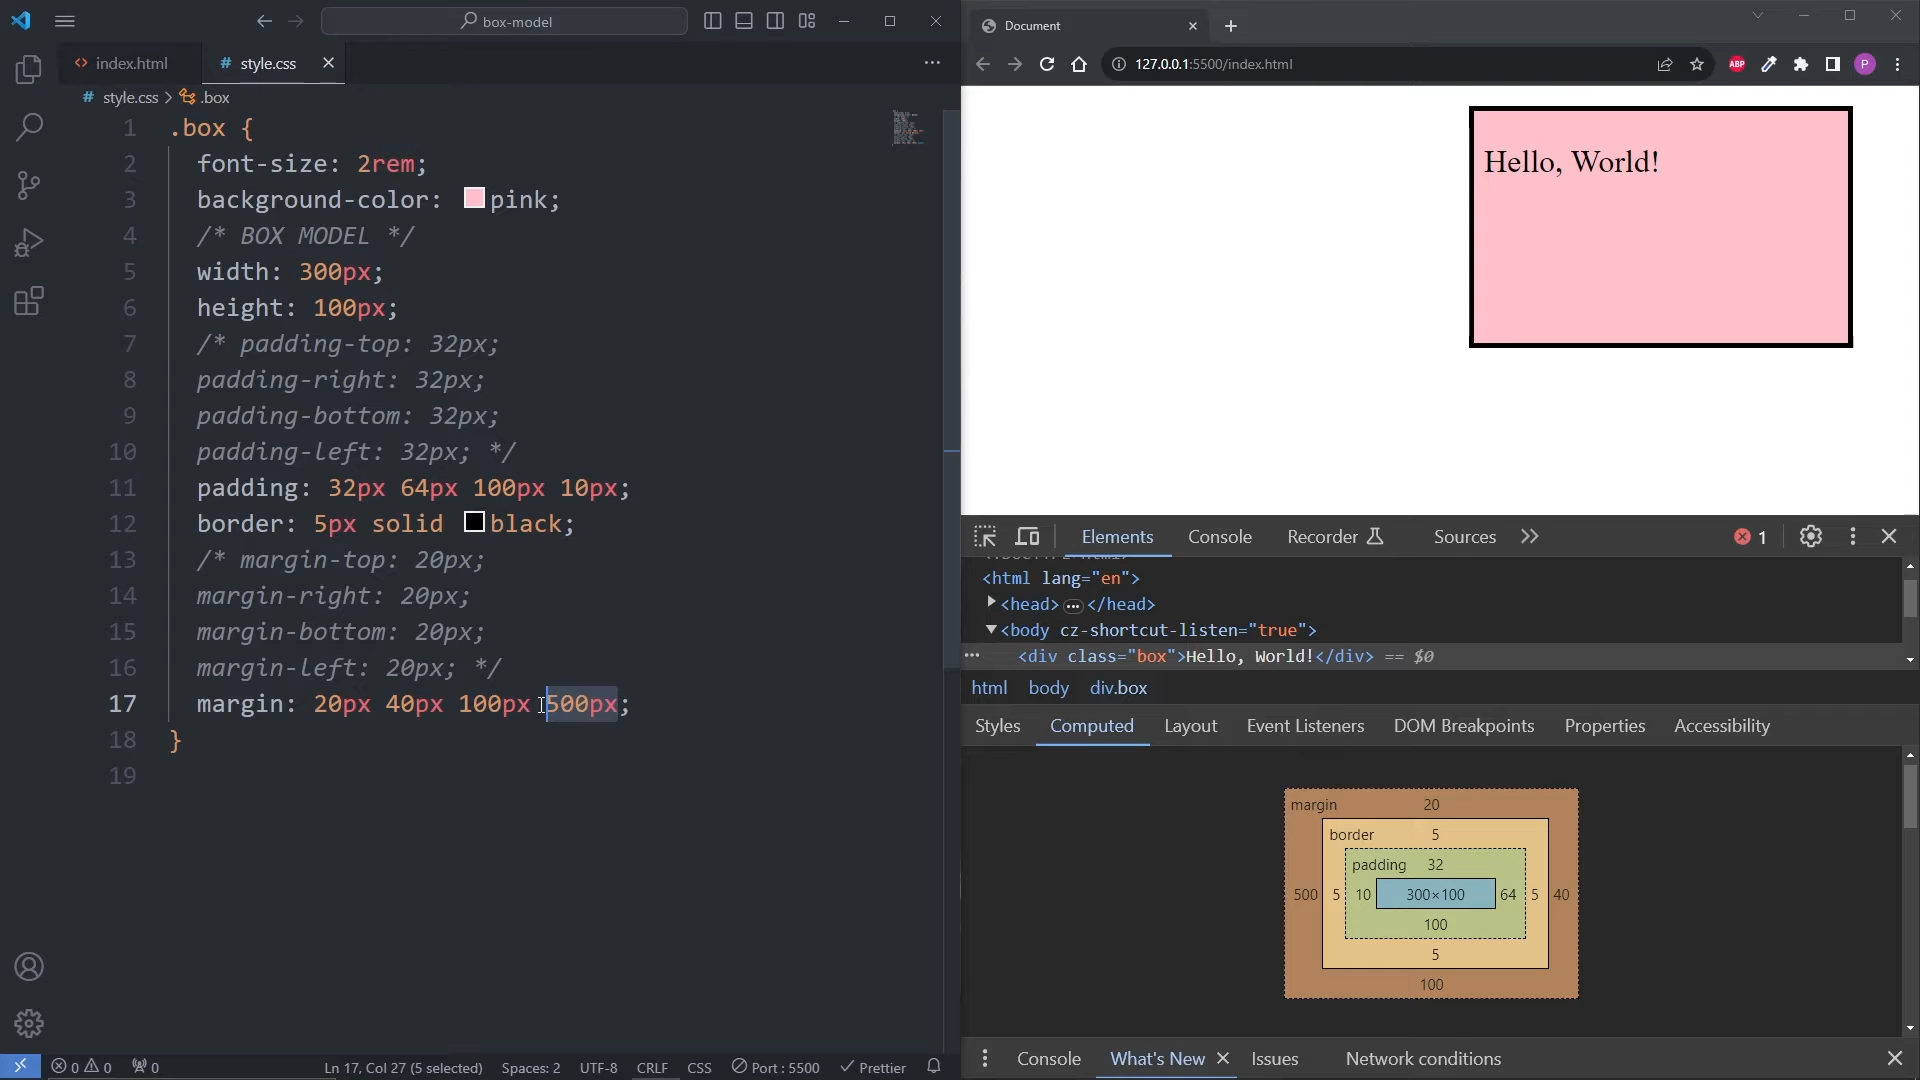 box-model
index.html
# style.css
# style.css > .box
1 .box {
2 font-size: 2rem;
3 background-color: pink;
4 /* BOX MODEL */
5 width: 300px;
6 height: 100px;
7 /* padding-top: 32px;
8 padding-right: 32px;
9 padding-bottom: 32px;
10 padding-left: 32px; */
11 padding: 32px 64px 100px 10px;
12 border: 5px solid black;
13 /* margin-top: 20px;
14 margin-right: 20px;
15 margin-bottom: 20px;
16 margin-left: 20px; */
17 margin: 20px 40px 100px 500px;
18 }
19
0 0 0 Ln 17, Col 27 (5 selected) Spaces: 2 UTF-8 CRLF CSS Port : 5500 Prettier
Document
127.0.0.1:5500/index.html
ABP
P
Hello, World!
Elements Console Recorder Sources 1
<html lang="en">
<head> ... </head>
<body cz-shortcut-listen="true">
... <div class="box">Hello, World!</div> == $0
html body div.box
Styles Computed Layout Event Listeners DOM Breakpoints Properties Accessibility
margin 20
border 5
padding 32
500 5 10 300×100 64 5 40
100
5
100
Console What's New Issues Network conditions